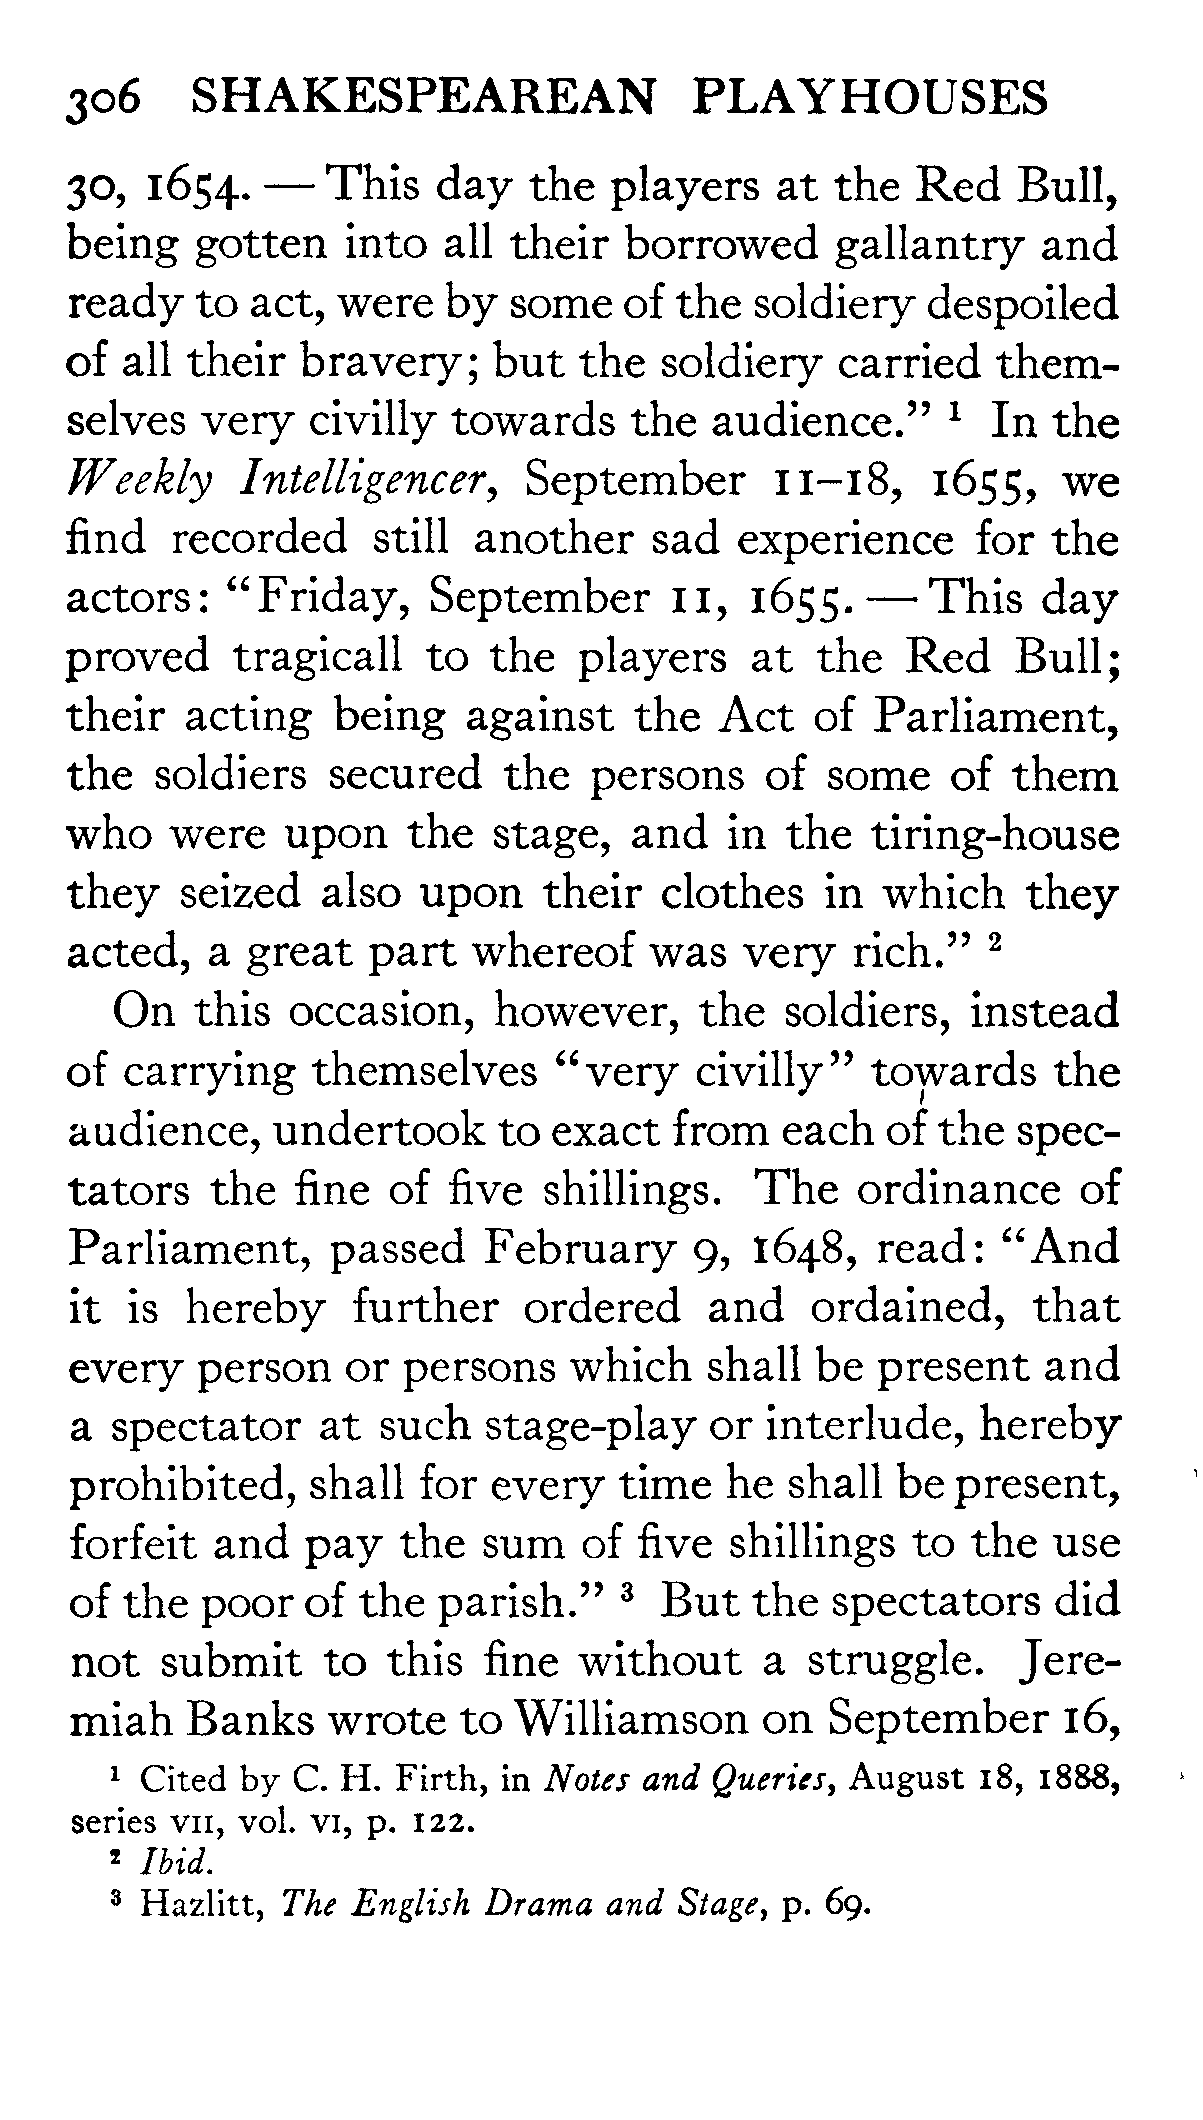 306 SHAKESPEAREAN PLAYHOUSES
30, 1654. — This day the players at the Red Bull,
being gotten into all their borrowed gallantry and
ready to act, were by some of the soldiery despoiled
of all their bravery; but the soldiery carried them-
selves very civilly towards the audience." ¹ In the
Weekly Intelligencer, September 11–18, 1655, we
find recorded still another sad experience for the
actors: "Friday, September 11, 1655. — This day
proved tragicall to the players at the Red Bull;
their acting being against the Act of Parliament,
the soldiers secured the persons of some of them
who were upon the stage, and in the tiring-house
they seized also upon their clothes in which they
acted, a great part whereof was very rich." ²
On this occasion, however, the soldiers, instead
of carrying themselves "very civilly" towards the
audience, undertook to exact from each of the spec-
tators the fine of five shillings. The ordinance of
Parliament, passed February 9, 1648, read: "And
it is hereby further ordered and ordained, that
every person or persons which shall be present and
a spectator at such stage-play or interlude, hereby
prohibited, shall for every time he shall be present,
forfeit and pay the sum of five shillings to the use
of the poor of the parish." ³ But the spectators did
not submit to this fine without a struggle. Jere-
miah Banks wrote to Williamson on September 16,
¹ Cited by C. H. Firth, in Notes and Queries, August 18, 1888,
series VII, vol. VI, p. 122.
² Ibid.
³ Hazlitt, The English Drama and Stage, p. 69.